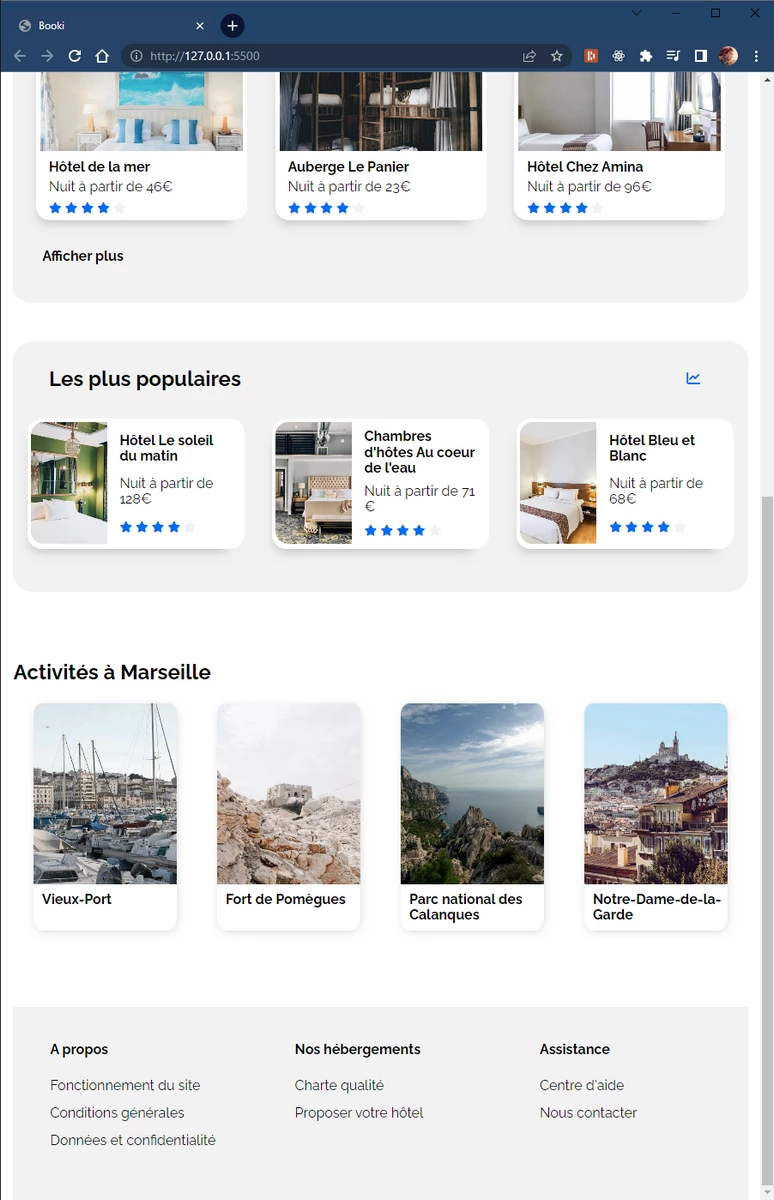 Booki
http://127.0.0.1:5500
Hôtel de la mer
Nuit à partir de 46€
Auberge Le Panier
Nuit à partir de 23€
Hôtel Chez Amina
Nuit à partir de 96€
Afficher plus
Les plus populaires
Hôtel Le soleil
du matin
Nuit à partir de
128€
Chambres
d'hôtes Au coeur
de l'eau
Nuit à partir de 71
€
Hôtel Bleu et
Blanc
Nuit à partir de
68€
Activités à Marseille
Vieux-Port
Fort de Pomègues
Parc national des
Calanques
Notre-Dame-de-la-
Garde
A propos
Fonctionnement du site
Conditions générales
Données et confidentialité
Nos hébergements
Charte qualité
Proposer votre hôtel
Assistance
Centre d'aide
Nous contacter